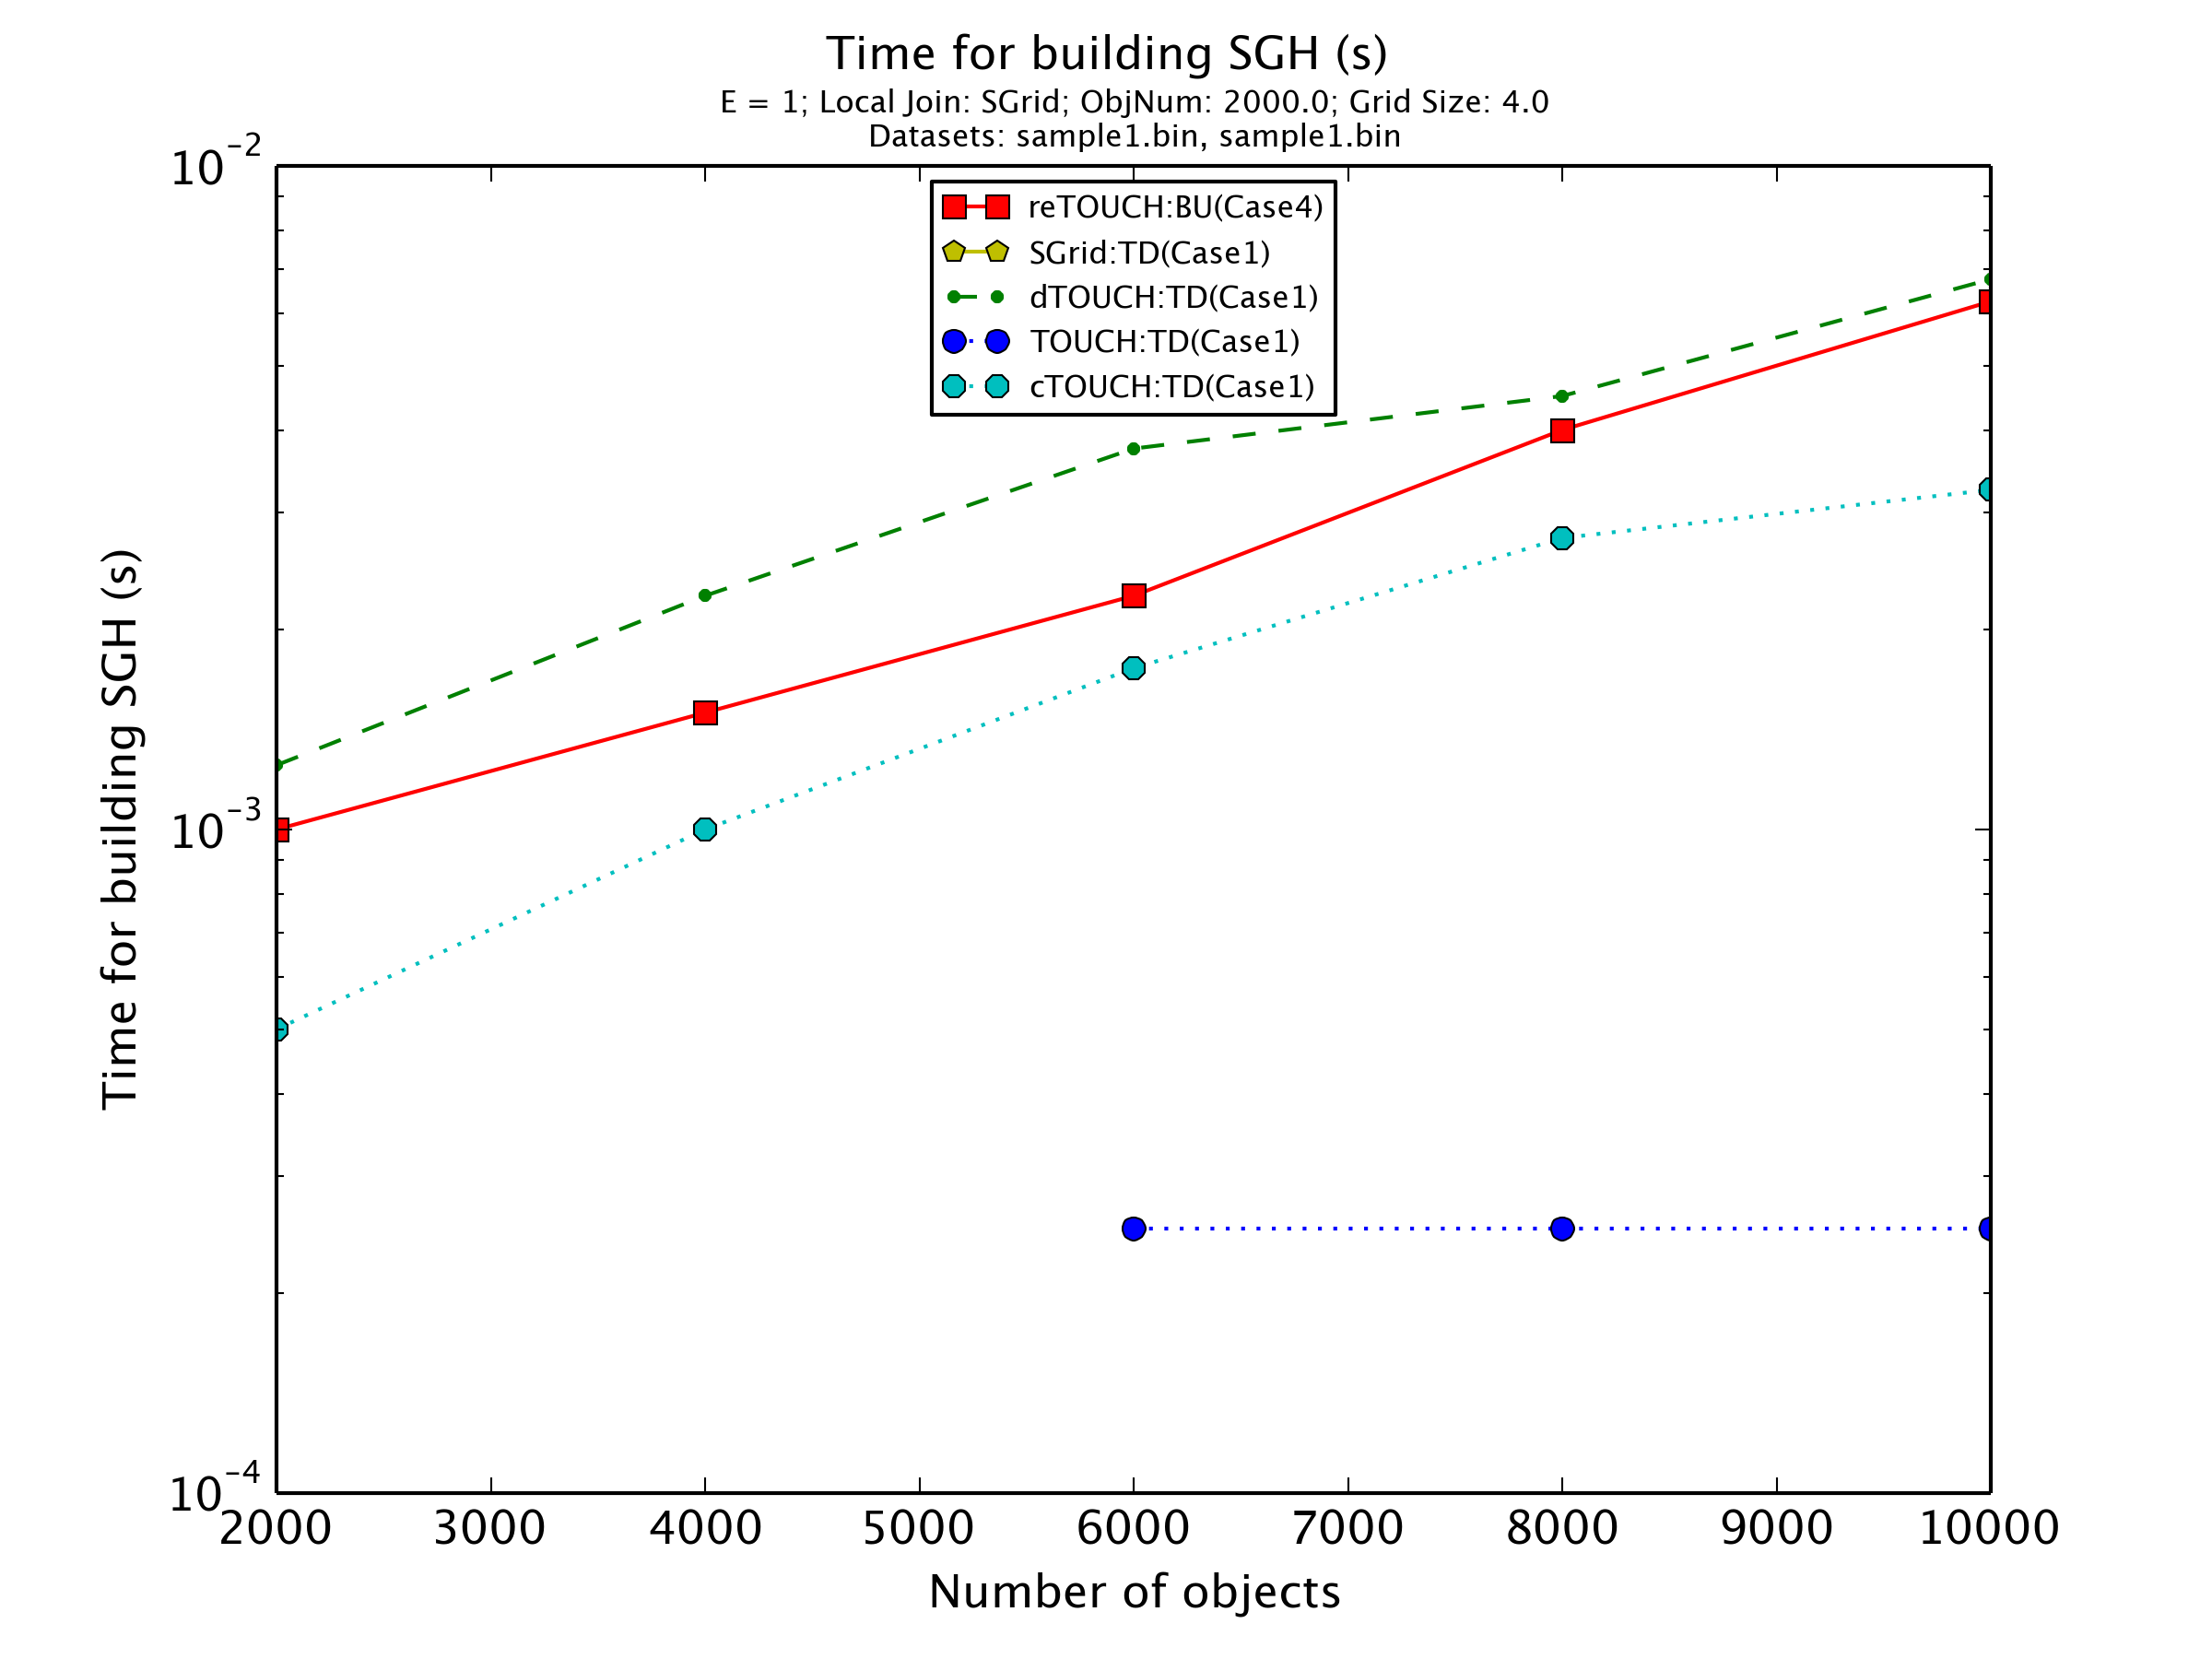 Time for building SGH (s)
E = 1; Local Join: SGrid; ObjNum: 2000.0; Grid Size: 4.0
Datasets: sample1.bin, sample1.bin
reTOUCH:BU(Case4)
SGrid:TD(Case1)
dTOUCH:TD(Case1)
TOUCH:TD(Case1)
cTOUCH:TD(Case1)
Time for building SGH (s)
10⁻²
10⁻³
10⁻⁴
2000 3000 4000 5000 6000 7000 8000 9000 10000
Number of objects